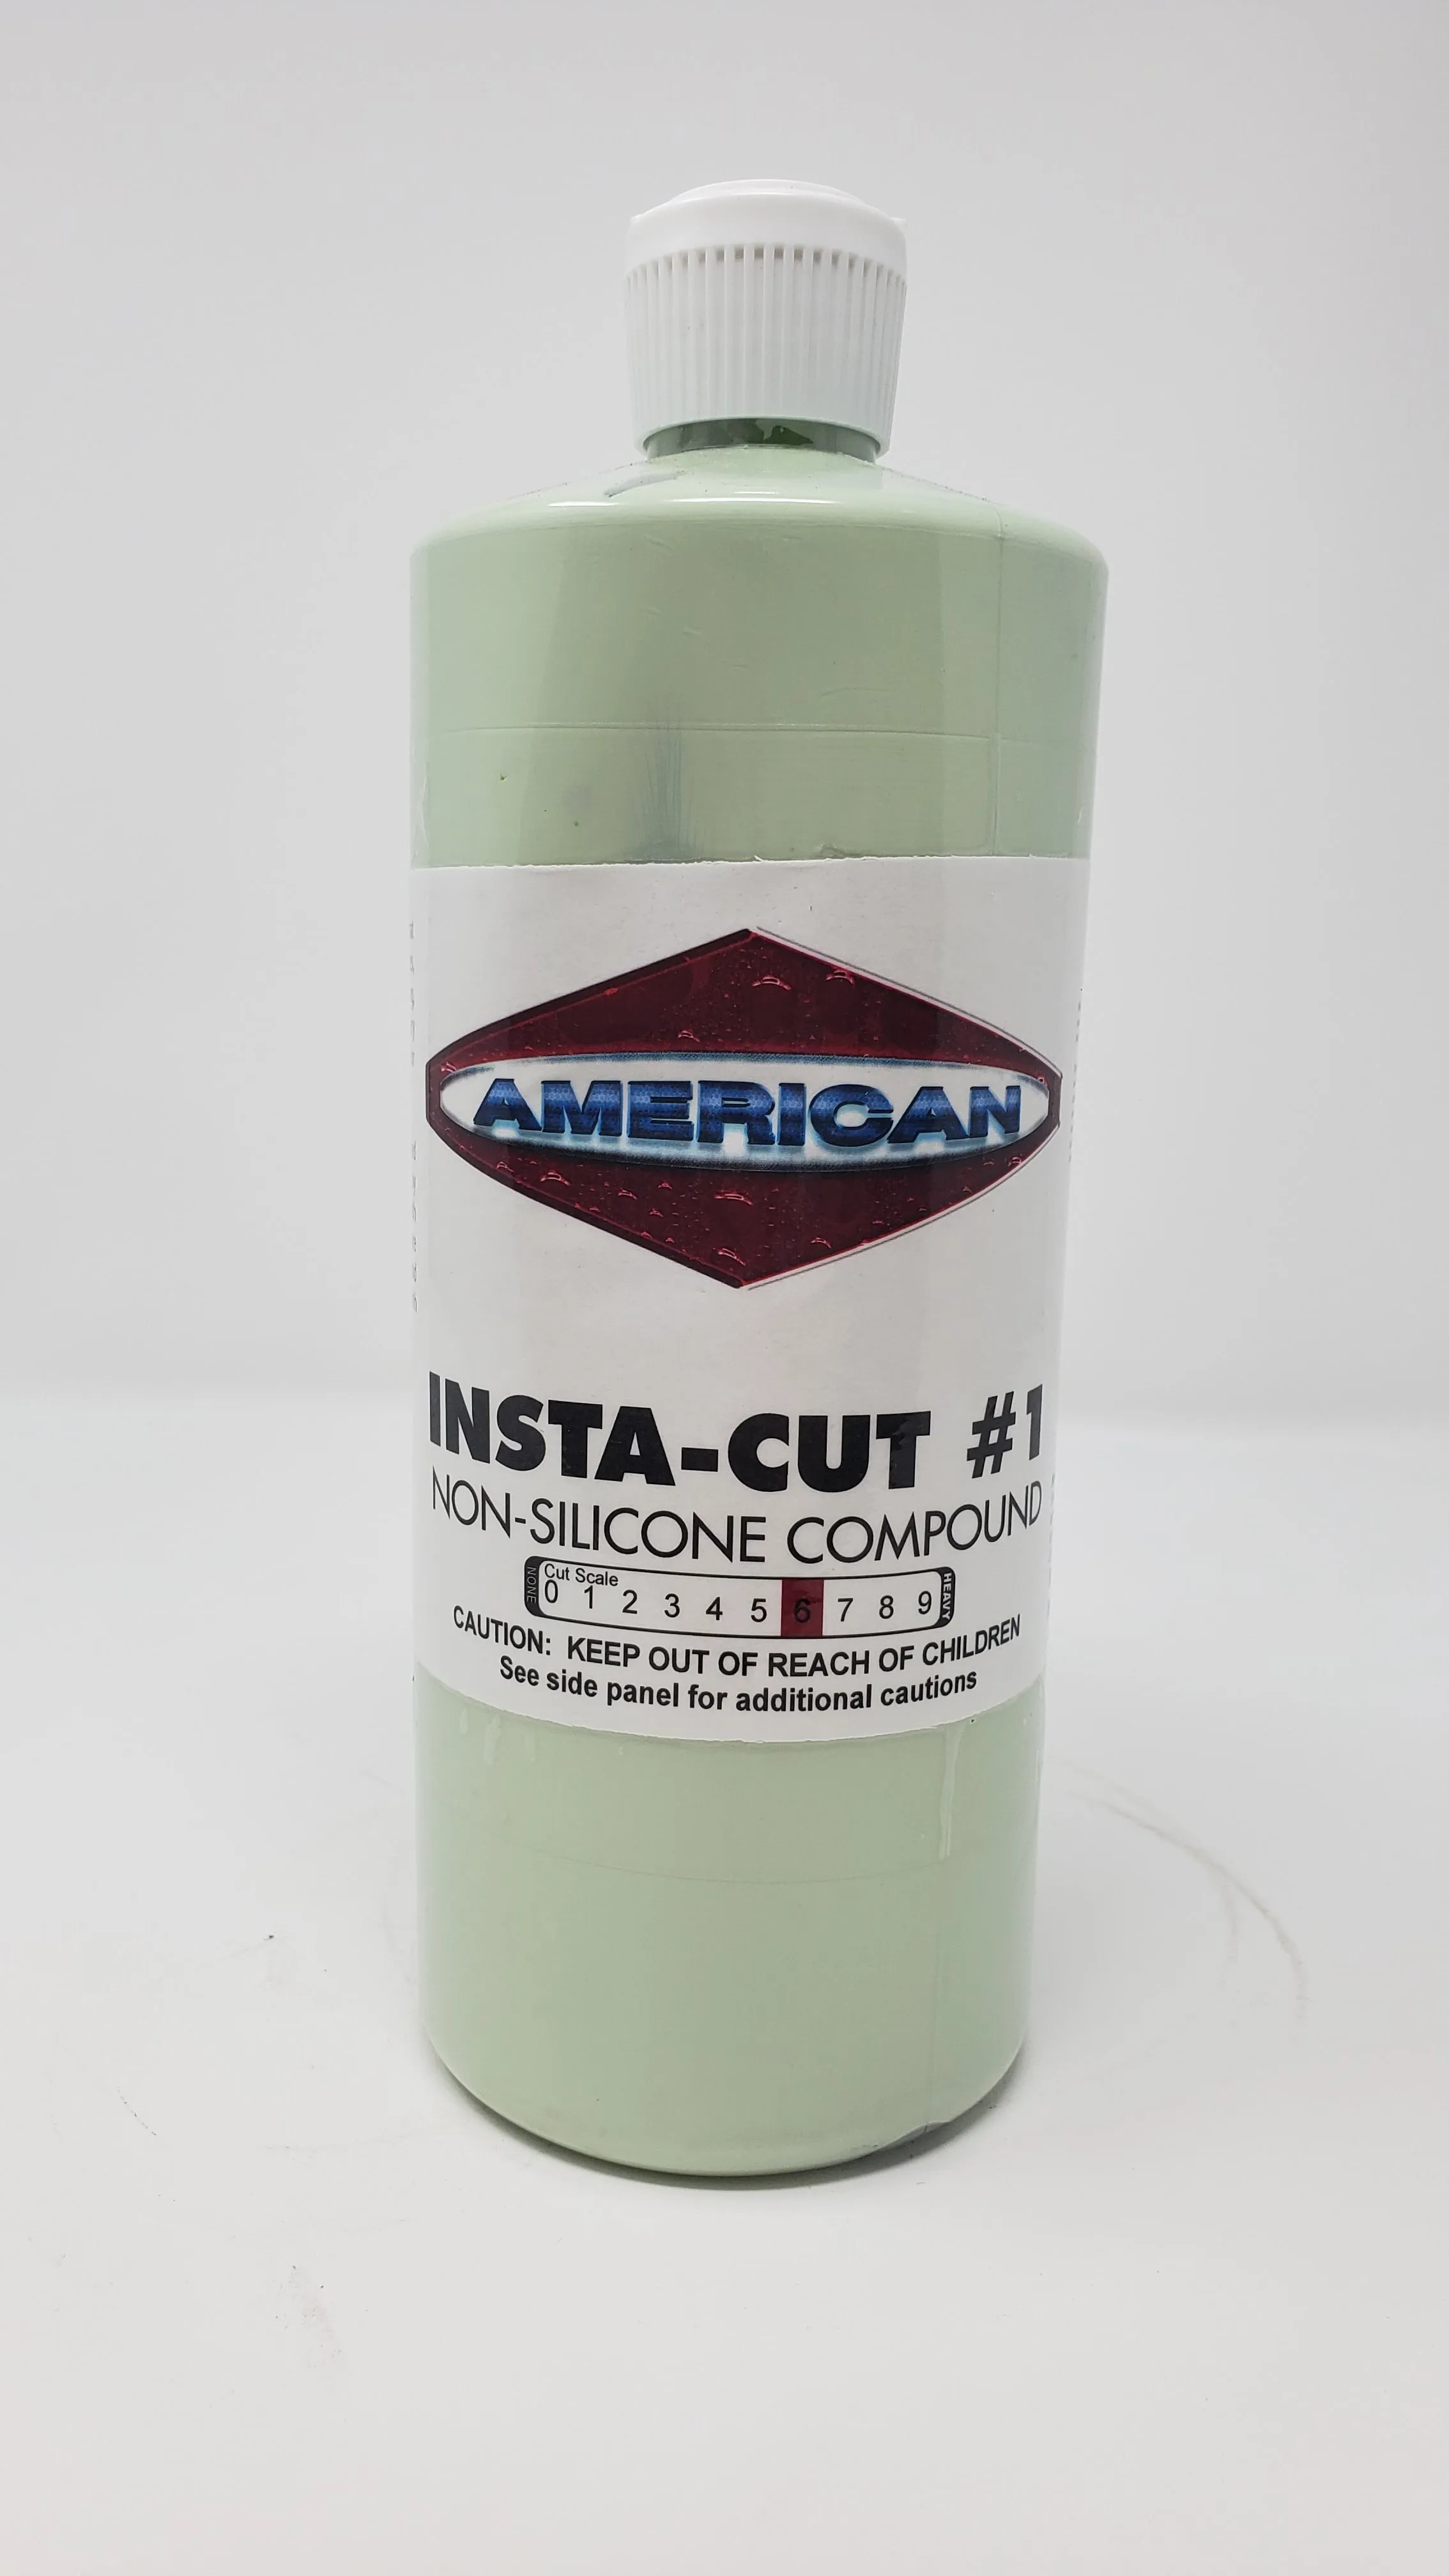 AMERICAN
INSTA-CUT #1
NON-SILICONE COMPOUND
Cut Scale
NONE 0 1 2 3 4 5 6 7 8 9 HEAVY
CAUTION: KEEP OUT OF REACH OF CHILDREN
See side panel for additional cautions